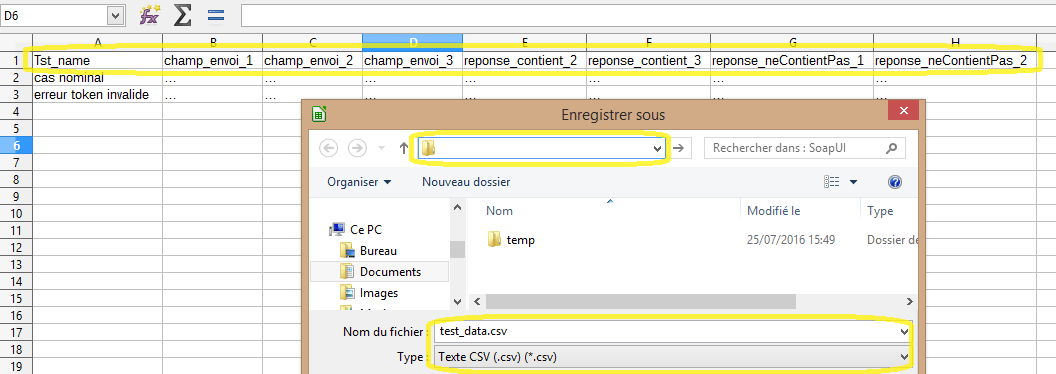 D6
A B C D E F G H
1 Tst_name champ_envoi_1 champ_envoi_2 champ_envoi_3 reponse_contient_2 reponse_contient_3 reponse_neContientPas_1 reponse_neContientPas_2
2 cas nominal ... ... ... ... ... ... ...
3 erreur token invalide ... ... ... ... ... ... ...
4
5
6
7
8
9
10
11
12
13
14
15
16
17
18
19
Enregistrer sous
Rechercher dans : SoapUI
Organiser Nouveau dossier
Nom Modifié le Type
Ce PC
Bureau
Documents
Images
temp 25/07/2016 15:49 Dossier de
Nom du fichier : test_data.csv
Type : Texte CSV (.csv) (*.csv)